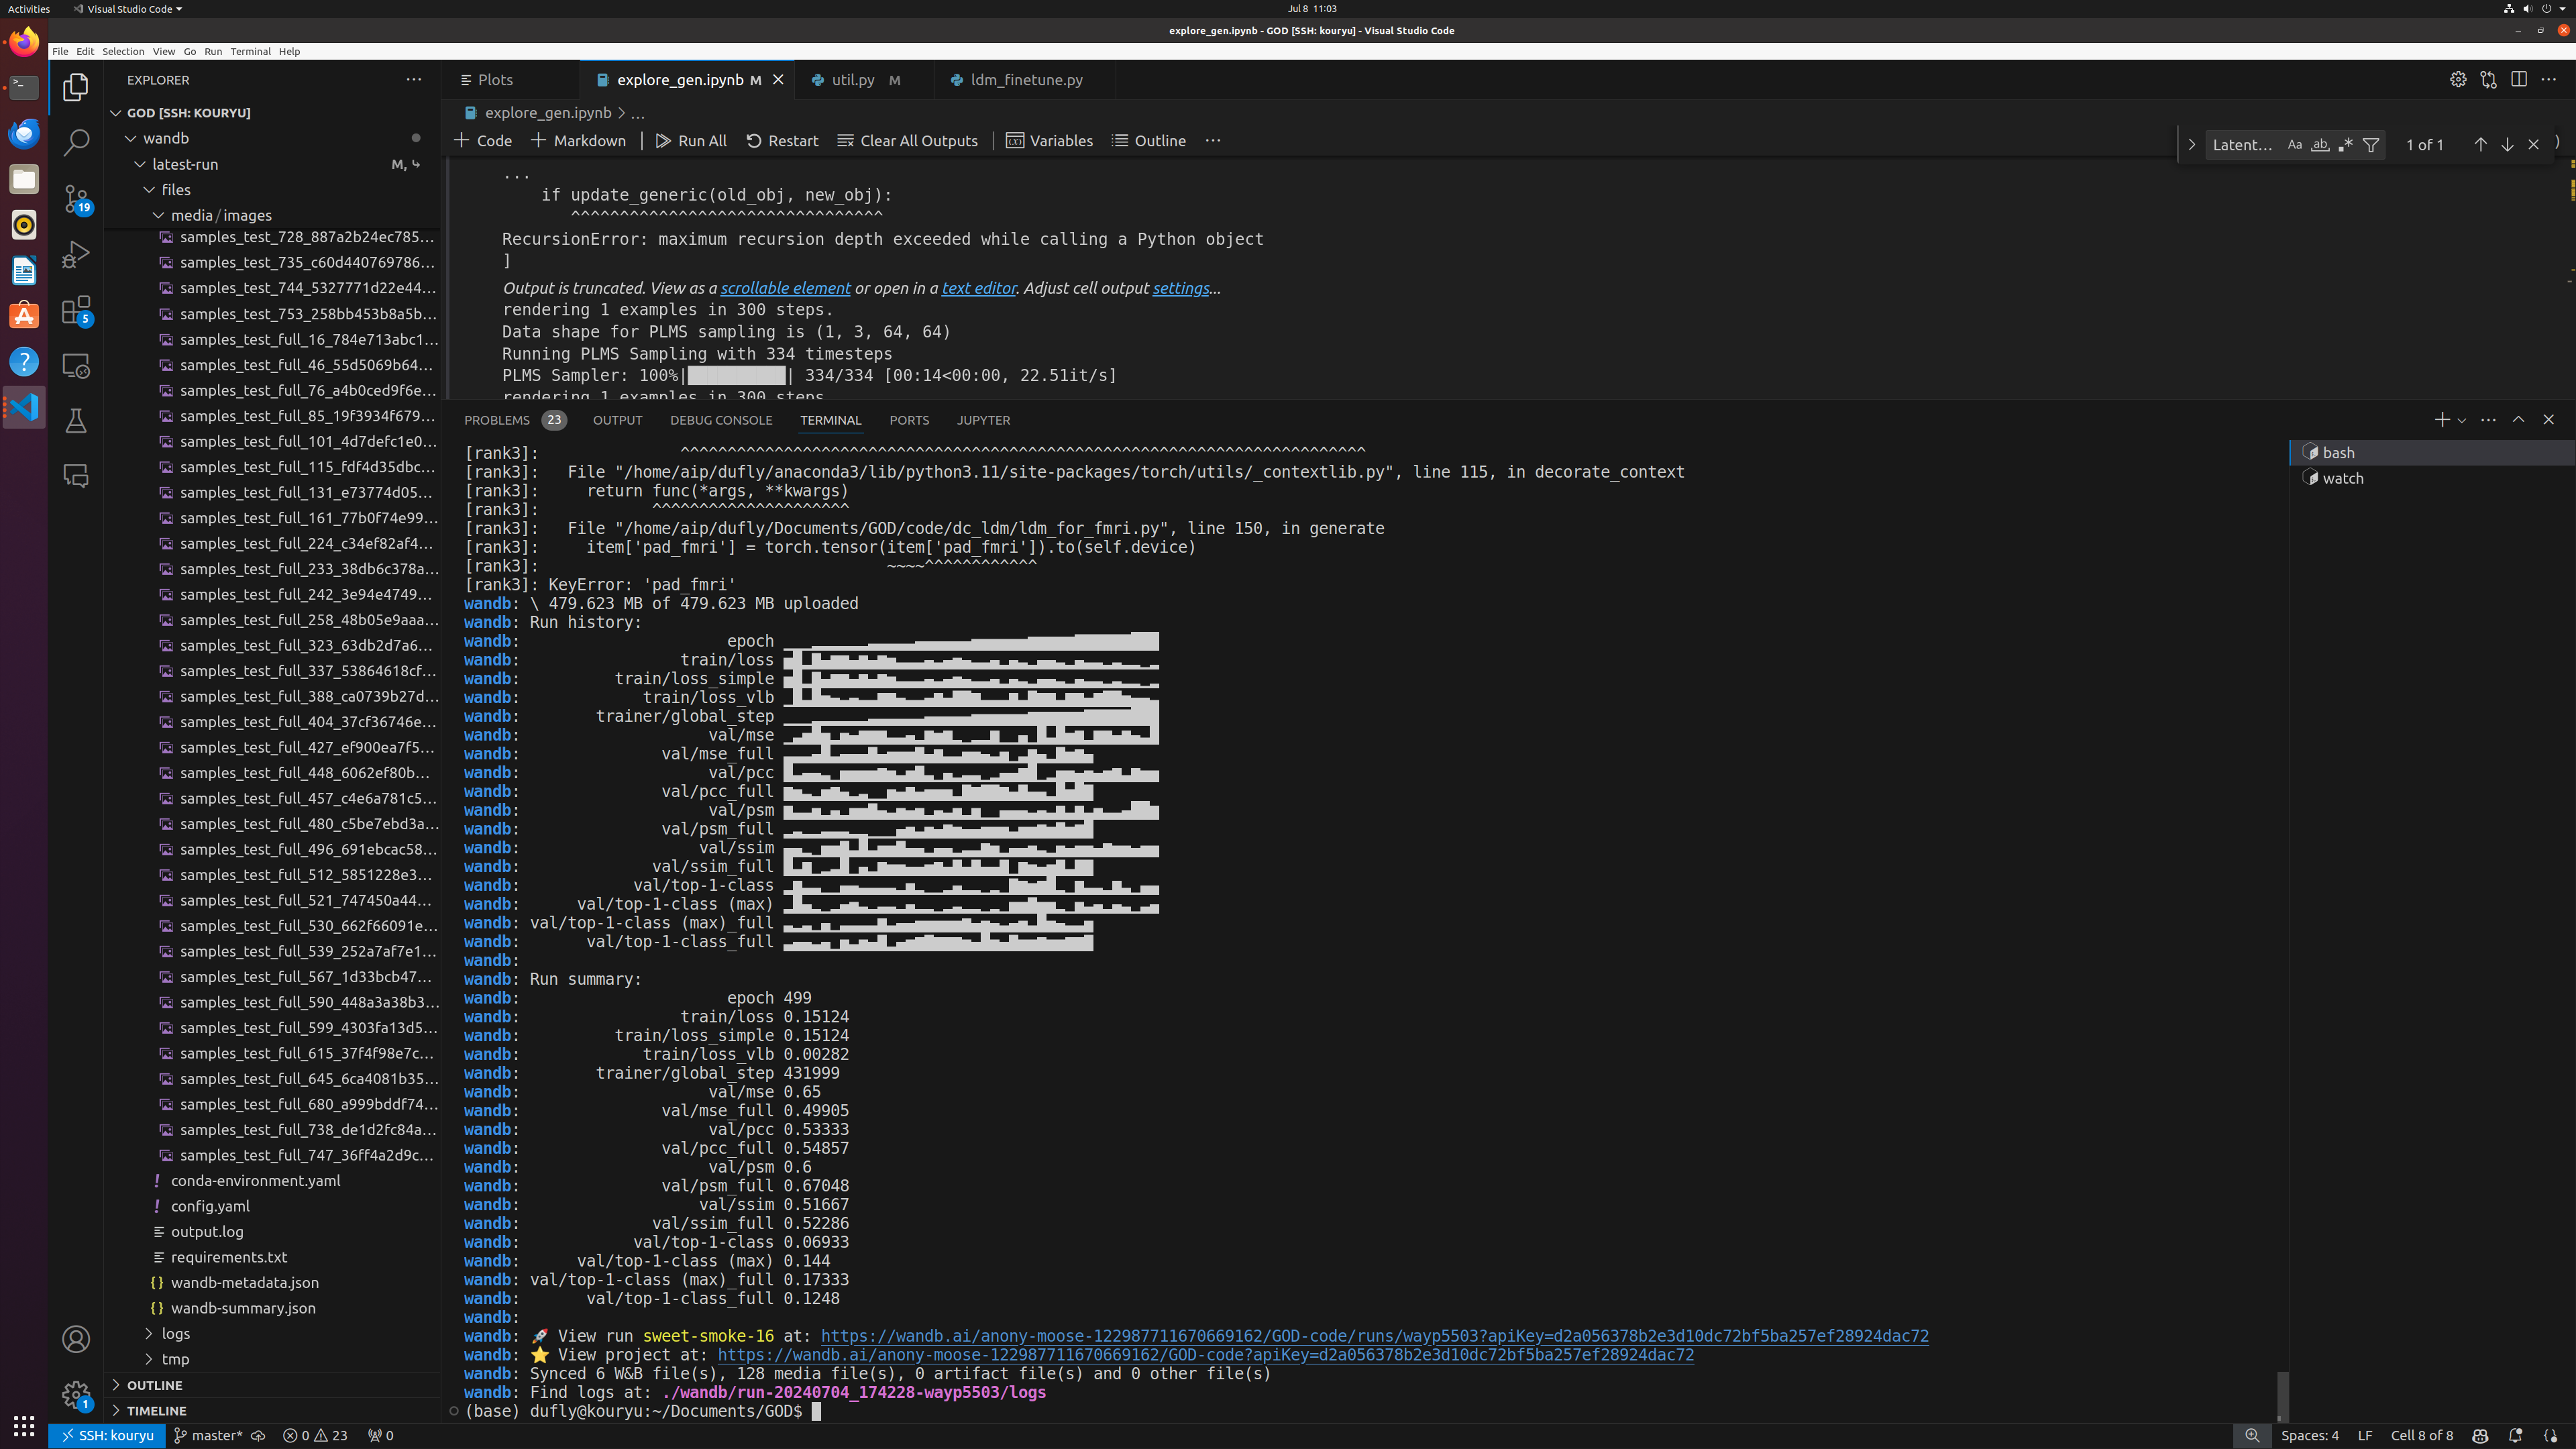 Activities
Visual Studio Code
Jul 8 11:03
explore_gen.ipynb - GOD [SSH: kouryu] - Visual Studio Code
File Edit Selection View Go Run Terminal Help
EXPLORER
Plots
explore_gen.ipynb M
util.py M
ldm_finetune.py
GOD [SSH: KOURYU]
explore_gen.ipynb > ...
wandb
+ Code + Markdown Run All Restart Clear All Outputs Variables Outline ...
Latent... Aa ab 1 of 1
latest-run M,
files
media/images
samples_test_728_887a2b24ec785...
samples_test_735_c60d440769786...
samples_test_744_5327771d22e44...
samples_test_753_258bb453b8a5b...
samples_test_full_16_784e713abc1...
samples_test_full_46_55d5069b64...
samples_test_full_76_a4b0ced9f6e...
samples_test_full_85_19f3934f679...
samples_test_full_101_4d7defc1e0...
samples_test_full_115_fdf4d35dbc...
samples_test_full_131_e73774d05...
samples_test_full_161_77b0f74e99...
samples_test_full_224_c34ef82af4...
samples_test_full_233_38db6c378a...
samples_test_full_242_3e94e4749...
samples_test_full_258_48b05e9aaa...
samples_test_full_323_63db2d7a6...
samples_test_full_337_53864618cf...
samples_test_full_388_ca0739b27d...
samples_test_full_404_37cf36746e...
samples_test_full_427_ef900ea7f5...
samples_test_full_448_6062ef80b...
samples_test_full_457_c4e6a781c5...
samples_test_full_480_c5be7ebd3a...
samples_test_full_496_691ebcac58...
samples_test_full_512_5851228e3...
samples_test_full_521_747450a44...
samples_test_full_530_662f66091e...
samples_test_full_539_252a7af7e1...
samples_test_full_567_1d33bcb47...
samples_test_full_590_448a3a38b3...
samples_test_full_599_4303fa13d5...
samples_test_full_615_37f4f98e7c...
samples_test_full_645_6ca4081b35...
samples_test_full_680_a999bddf74...
samples_test_full_738_de1d2fc84a...
samples_test_full_747_36ff4a2d9c...
conda-environment.yaml
config.yaml
output.log
requirements.txt
wandb-metadata.json
wandb-summary.json
logs
tmp
OUTLINE
TIMELINE
19
5
1
...
if update_generic(old_obj, new_obj):
^^^^^^^^^^^^^^^^^^^^^^^^^^^^^^^^
RecursionError: maximum recursion depth exceeded while calling a Python object
]
Output is truncated. View as a scrollable element or open in a text editor. Adjust cell output settings...
rendering 1 examples in 300 steps.
Data shape for PLMS sampling is (1, 3, 64, 64)
Running PLMS Sampling with 334 timesteps
PLMS Sampler: 100%|██████████| 334/334 [00:14<00:00, 22.51it/s]
rendering 1 examples in 300 steps.
PROBLEMS 23 OUTPUT DEBUG CONSOLE TERMINAL PORTS JUPYTER
bash
watch
[rank3]: ^^^^^^^^^^^^^^^^^^^^^^^^^^^^^^^^^^^^^^^^^^^^^^^^^^^^^^^^^^^^^^^^^^^^^^^^^
[rank3]: File "/home/aip/dufly/anaconda3/lib/python3.11/site-packages/torch/utils/_contextlib.py", line 115, in decorate_context
[rank3]: return func(*args, **kwargs)
[rank3]: ^^^^^^^^^^^^^^^^^^^^^
[rank3]: File "/home/aip/dufly/Documents/GOD/code/dc_ldm/ldm_for_fmri.py", line 150, in generate
[rank3]: item['pad_fmri'] = torch.tensor(item['pad_fmri']).to(self.device)
[rank3]: ~~~~^^^^^^^^^^^^
[rank3]: KeyError: 'pad_fmri'
wandb: \ 479.623 MB of 479.623 MB uploaded
wandb: Run history:
wandb: epoch
wandb: train/loss
wandb: train/loss_simple
wandb: train/loss_vlb
wandb: trainer/global_step
wandb: val/mse
wandb: val/mse_full
wandb: val/pcc
wandb: val/pcc_full
wandb: val/psm
wandb: val/psm_full
wandb: val/ssim
wandb: val/ssim_full
wandb: val/top-1-class
wandb: val/top-1-class (max)
wandb: val/top-1-class (max)_full
wandb: val/top-1-class_full
wandb:
wandb: Run summary:
wandb: epoch 499
wandb: train/loss 0.15124
wandb: train/loss_simple 0.15124
wandb: train/loss_vlb 0.00282
wandb: trainer/global_step 431999
wandb: val/mse 0.65
wandb: val/mse_full 0.49905
wandb: val/pcc 0.53333
wandb: val/pcc_full 0.54857
wandb: val/psm 0.6
wandb: val/psm_full 0.67048
wandb: val/ssim 0.51667
wandb: val/ssim_full 0.52286
wandb: val/top-1-class 0.06933
wandb: val/top-1-class (max) 0.144
wandb: val/top-1-class (max)_full 0.17333
wandb: val/top-1-class_full 0.1248
wandb:
wandb: 🚀 View run sweet-smoke-16 at: https://wandb.ai/anony-moose-122987711670669162/GOD-code/runs/wayp5503?apiKey=d2a056378b2e3d10dc72bf5ba257ef28924dac72
wandb: ⭐ View project at: https://wandb.ai/anony-moose-122987711670669162/GOD-code?apiKey=d2a056378b2e3d10dc72bf5ba257ef28924dac72
wandb: Synced 6 W&B file(s), 128 media file(s), 0 artifact file(s) and 0 other file(s)
wandb: Find logs at: ./wandb/run-20240704_174228-wayp5503/logs
(base) dufly@kouryu:~/Documents/GOD$
SSH: kouryu master* 0 23 0
Spaces: 4 LF Cell 8 of 8